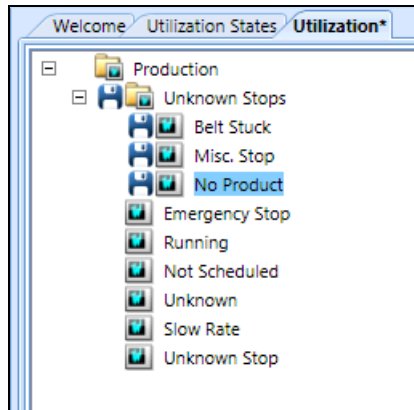 Welcome Utilization States Utilization*
Production
Unknown Stops
Belt Stuck
Misc. Stop
No Product
Emergency Stop
Running
Not Scheduled
Unknown
Slow Rate
Unknown Stop